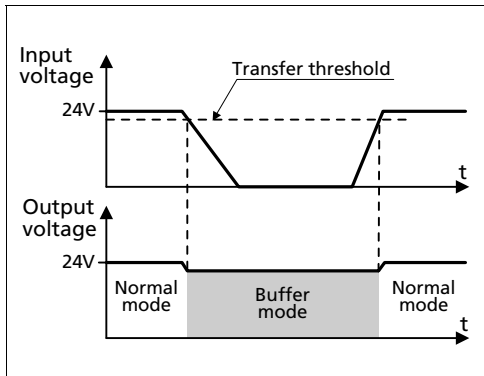 Input
voltage
Transfer threshold
24V
t
Output
voltage
24V
Normal
mode
Buffer
mode
Normal
mode
t